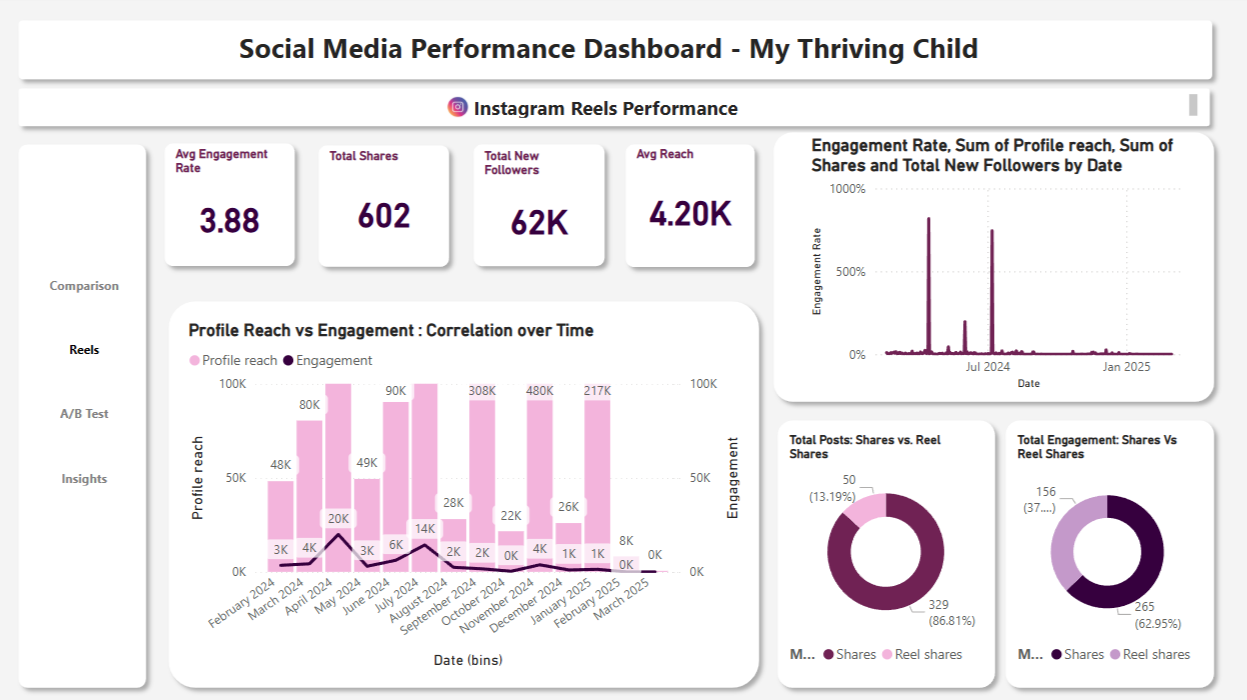 Social Media Performance Dashboard - My Thriving Child
Instagram Reels Performance
Comparison
Reels
A/B Test
Insights
Avg Engagement
Rate
3.88
Total Shares
602
Total New
Followers
62K
Avg Reach
4.20K
Engagement Rate, Sum of Profile reach, Sum of
Shares and Total New Followers by Date
1000%
500%
0%
Engagement Rate
Jul 2024
Jan 2025
Date
Profile Reach vs Engagement : Correlation over Time
Profile reach
Engagement
100K
50K
0K
Profile reach
48K
80K
49K
90K
28K
308K
22K
480K
26K
217K
8K
0K
3K
4K
20K
3K
6K
14K
2K
2K
0K
4K
1K
1K
0K
100K
50K
0K
Engagement
February 2024
March 2024
April 2024
May 2024
June 2024
July 2024
August 2024
September 2024
October 2024
November 2024
December 2024
January 2025
February 2025
March 2025
Date (bins)
Total Posts: Shares vs. Reel
Shares
50
(13.19%)
329
(86.81%)
M... Shares Reel shares
Total Engagement: Shares Vs
Reel Shares
156
(37....)
265
(62.95%)
M... Shares Reel shares